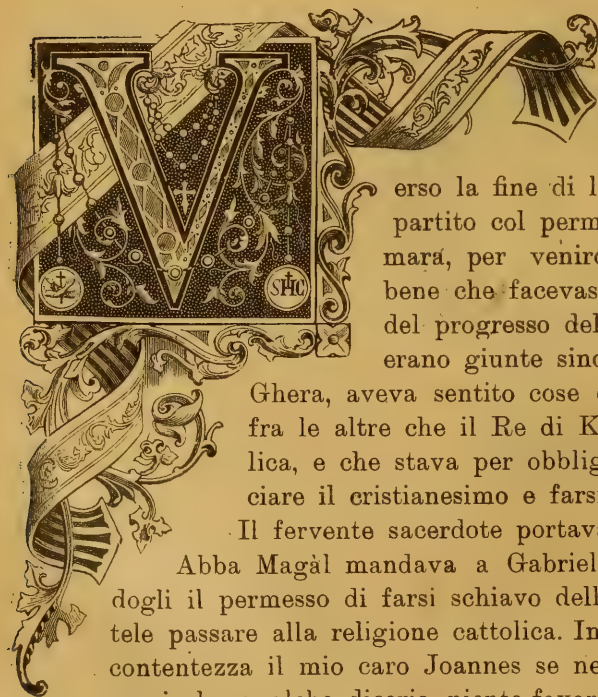 Verso la fine di l
partito col perm
mará, per venir
bene che facevas
del progresso del
erano giunte sino
Ghera, aveva sentito cose
fra le altre che il Re di K
lica, e che stava per obblig
ciare il cristianesimo e fars
Il fervente sacerdote portav
Abba Magàl mandava a Gabriel
dogli il permesso di farsi schiavo dell
tele passare alla religione cattolica. In
contentezza il mio caro Joannes se ne